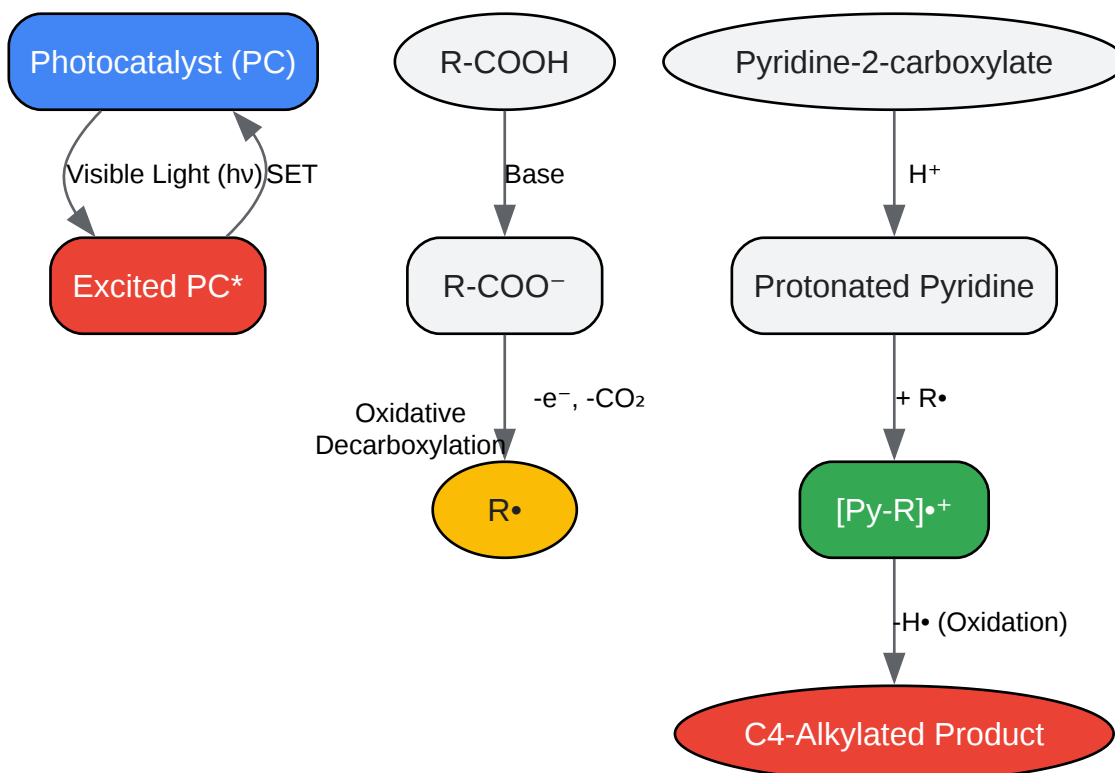 Photocatalyst (PC)
R-COOH
Pyridine-2-carboxylate
Visible Light (hν)
SET
Base
H⁺
Excited PC*
R-COO⁻
Protonated Pyridine
Oxidative
Decarboxylation
-e⁻, -CO₂
+ R•
R•
[Py-R]•⁺
-H• (Oxidation)
C4-Alkylated Product